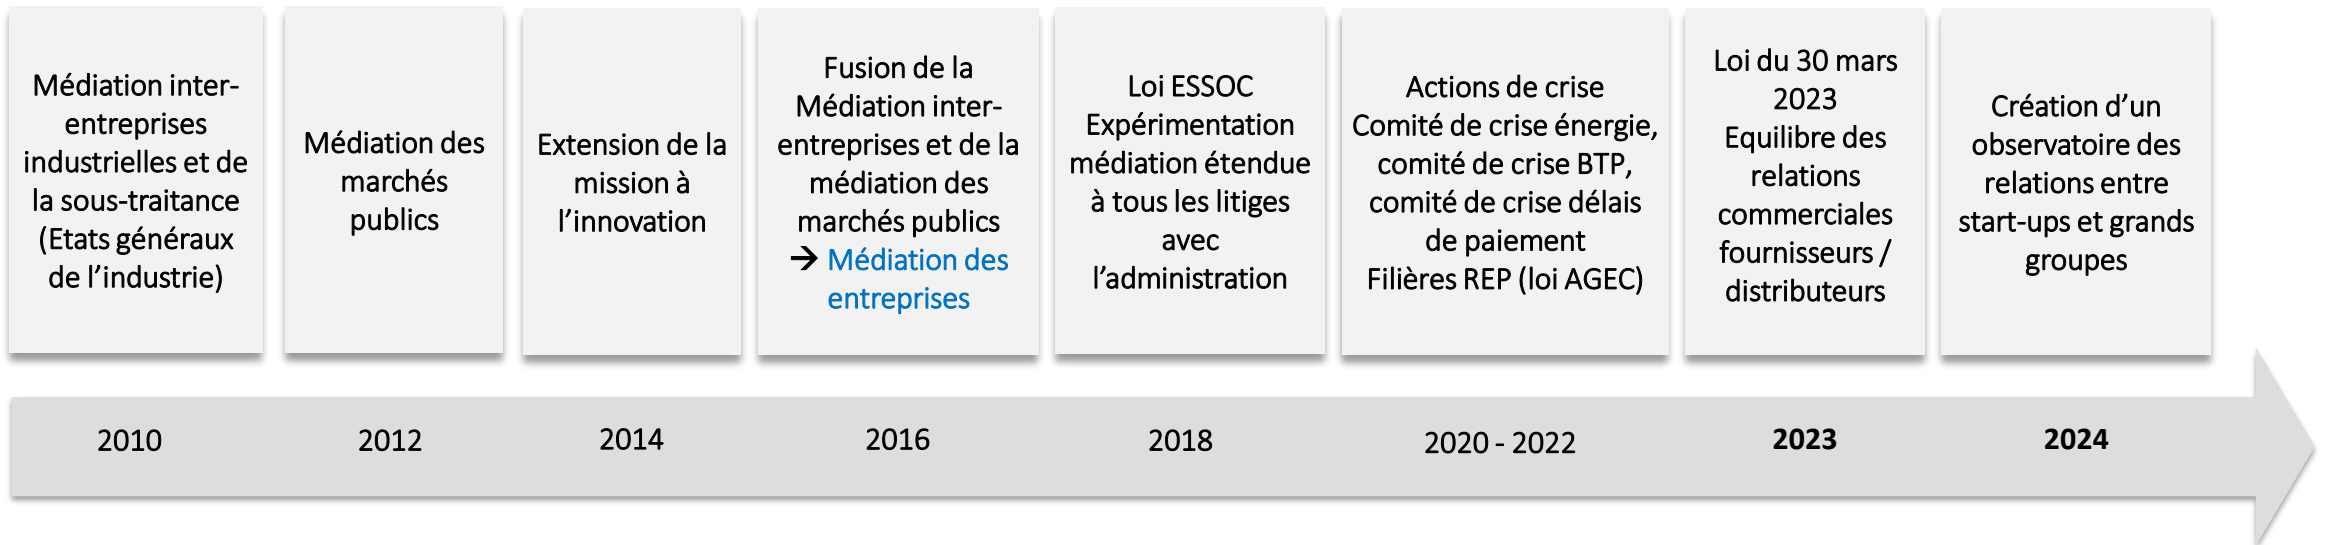 Médiation inter-
entreprises
industrielles et de
la sous-traitance
(Etats généraux
de l’industrie)
Médiation des
marchés
publics
Extension de la
mission à
l’innovation
Fusion de la
Médiation inter-
entreprises et de la
médiation des
marchés publics
→ Médiation des
entreprises
Loi ESSOC
Expérimentation
médiation étendue
à tous les litiges
avec
l’administration
Actions de crise
Comité de crise énergie,
comité de crise BTP,
comité de crise délais
de paiement
Filières REP (loi AGEC)
Loi du 30 mars
2023
Equilibre des
relations
commerciales
fournisseurs /
distributeurs
Création d’un
observatoire des
relations entre
start-ups et grands
groupes
2010
2012
2014
2016
2018
2020 - 2022
2023
2024